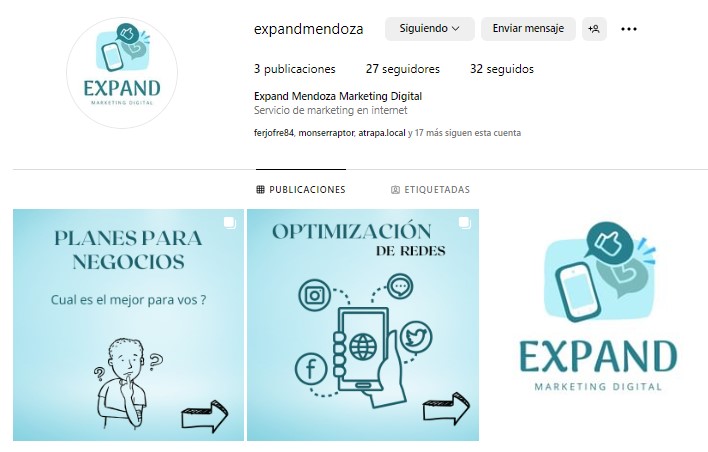 EXPAND
MARKETING DIGITAL
expandmendoza Siguiendo Enviar mensaje
3 publicaciones 27 seguidores 32 seguidos
Expand Mendoza Marketing Digital
Servicio de marketing en internet
ferjofre84, monserraptor, atrapa.local y 17 más siguen esta cuenta
PUBLICACIONES ETIQUETADAS
PLANES PARA
NEGOCIOS
Cual es el mejor para vos ?
? ?
OPTIMIZACIÓN
DE REDES
f
EXPAND
MARKETING DIGITAL